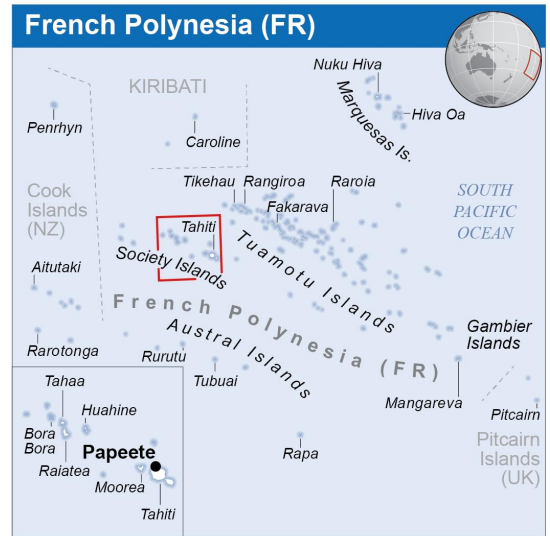 French Polynesia (FR)
Nuku Hiva
KIRIBATI
Marquesas Is.
Hiva Oa
Penrhyn
Caroline
Tikehau
Rangiroa
Raroia
Cook
Islands
(NZ)
Fakarava
SOUTH
PACIFIC
OCEAN
Tahiti
Society Islands
Tuamotu Islands
Aitutaki
French Polynesia (FR)
Austral Islands
Gambier
Islands
Rarotonga
Rurutu
Tubuai
Mangareva
Pitcairn
Pitcairn
Islands
(UK)
Rapa
Tahaa
Huahine
Bora
Bora
Papeete
Raiatea
Moorea
Tahiti